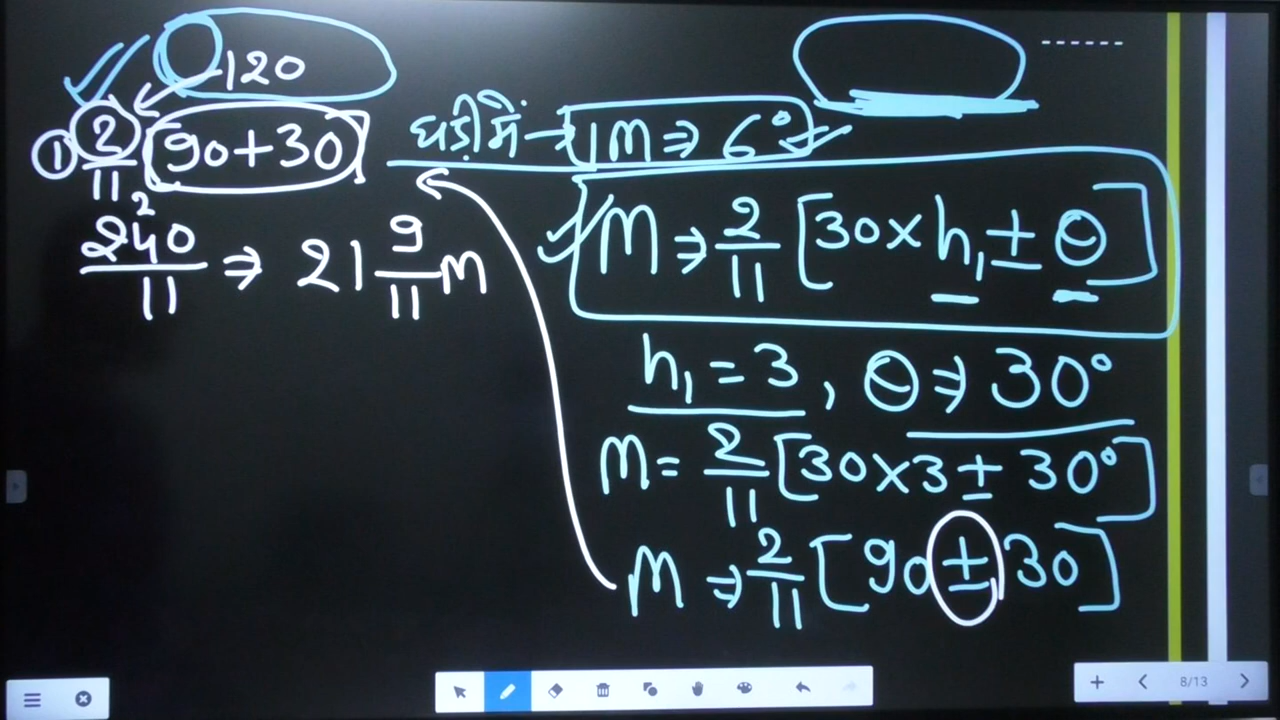 120
① 2/11 [90+30]
240/11 ⇒ 21 9/11 m
2
घड़ी में → 1M ⇒ 6°
M ⇒ 2/11 [30×h₁ ± θ]
h₁ = 3, θ ⇒ 30°
M = 2/11 [30×3 ± 30°]
M ⇒ 2/11 [90 ± 30]
8/13